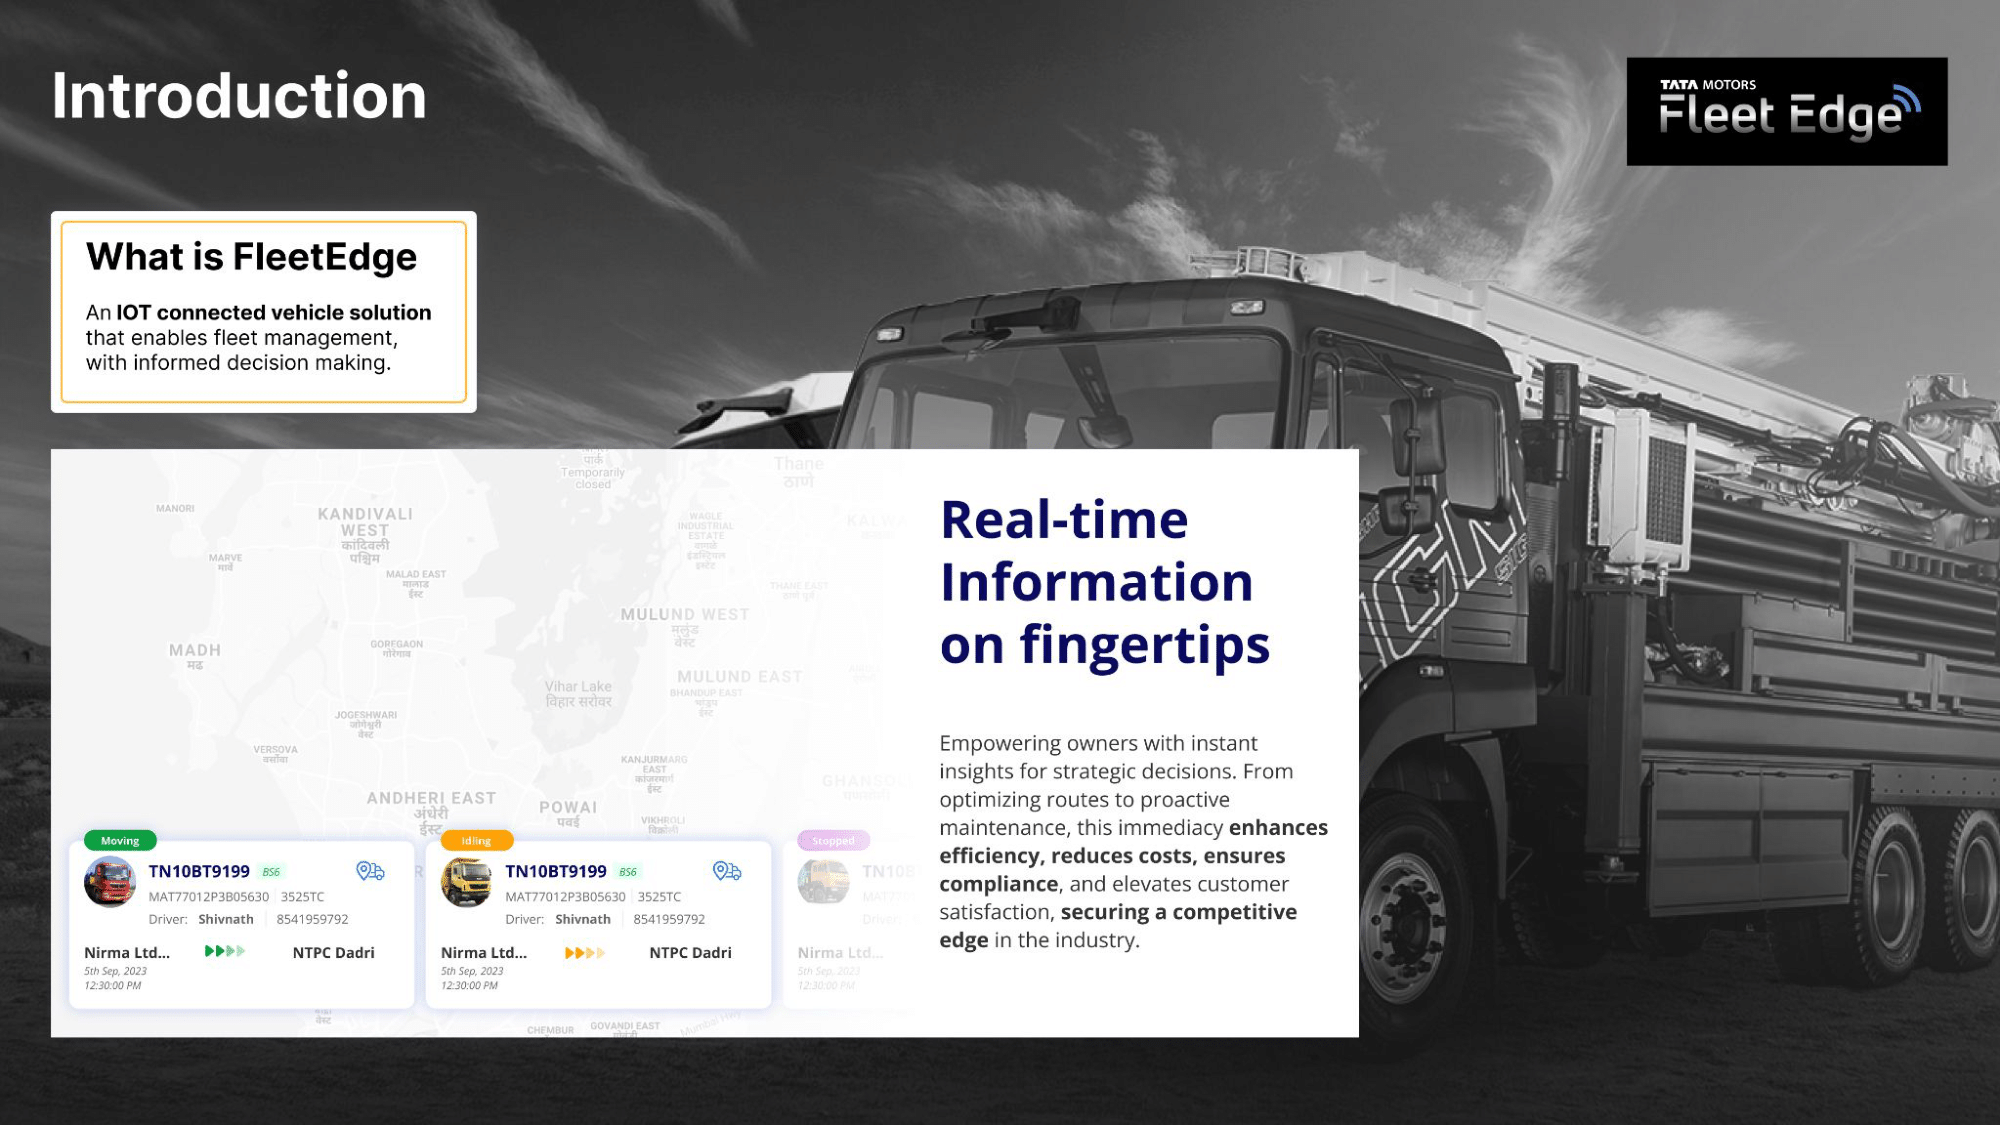 Introduction
TATA MOTORS
Fleet Edge
What is FleetEdge
An IOT connected vehicle solution
that enables fleet management,
with informed decision making.
पार्क
Temporarily
closed
Thane
ठाणे
MANORI
KANDIVALI
WEST
कांदिवली
पश्चिम
WAGLE
INDUSTRIAL
ESTATE
वागळे
इंडस्ट्रियल
इस्टेट
KALWA
MARVE
मार्वे
MALAD EAST
मालाड
ईस्ट
THANE EAST
ठाणे पूर्व
MULUND WEST
मुलुंड
वेस्ट
MADH
मढ
GOREGAON
गोरेगाव
MULUND EAST
BHANDUP EAST
भांडुप
ईस्ट
Vihar Lake
विहार सरोवर
JOGESHWARI
जोगेश्वरी
वेस्ट
VERSOVA
वर्सोवा
KANJURMARG
EAST
कांजुरमार्ग
ईस्ट
GHANSOLI
ANDHERI EAST
अंधेरी
ईस्ट
POWAI
पवई
VIKHROLI
विक्रोळी
Moving
TN10BT9199 BS6
MAT77012P3B05630 3525TC
Driver: Shivnath 8541959792
Nirma Ltd... NTPC Dadri
5th Sep, 2023
12:30:00 PM
Idling
TN10BT9199 BS6
MAT77012P3B05630 3525TC
Driver: Shivnath 8541959792
Nirma Ltd... NTPC Dadri
5th Sep, 2023
12:30:00 PM
Stopped
TN10B
MAT77
Driver:
Nirma Ltd...
5th Sep, 2023
12:30:00 PM
ईस्ट
CHEMBUR
GOVANDI EAST
गोवंडी
Mumbai Hwy
Real-time
Information
on fingertips
Empowering owners with instant
insights for strategic decisions. From
optimizing routes to proactive
maintenance, this immediacy enhances
efficiency, reduces costs, ensures
compliance, and elevates customer
satisfaction, securing a competitive
edge in the industry.